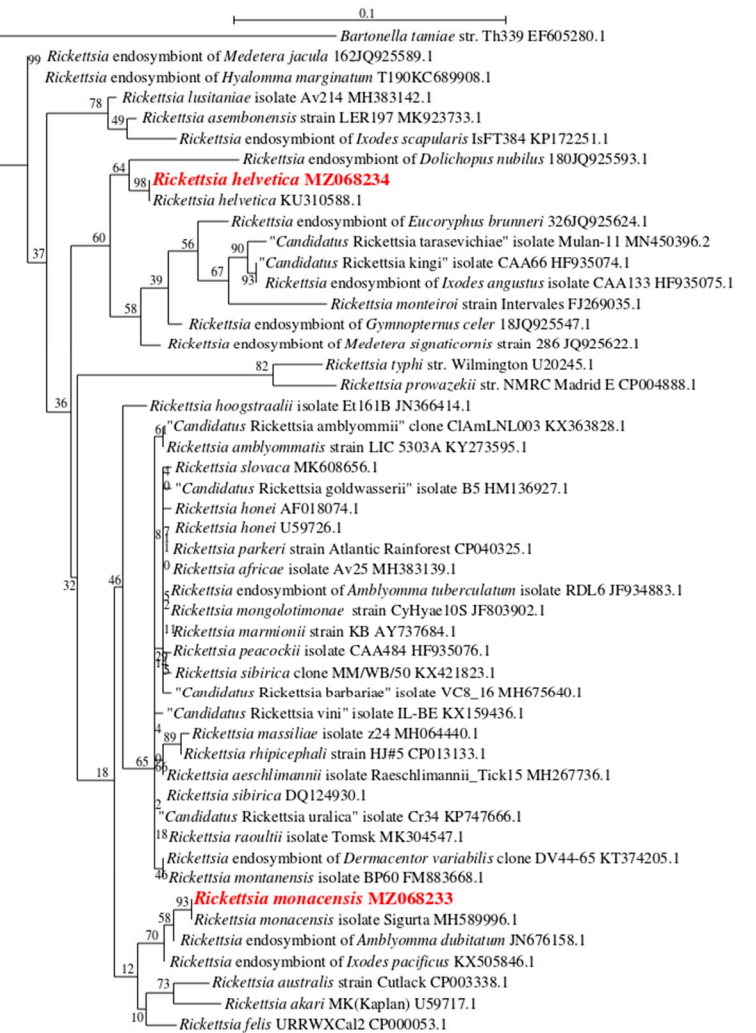 0.1
Bartonella tamiae str. Th339 EF605280.1
99 Rickettsia endosymbiont of Medetera jacula 162JQ925589.1
Rickettsia endosymbiont of Hyalomma marginatum T190KC689908.1
78 Rickettsia lusitaniae isolate Av214 MH383142.1
49 Rickettsia asembonensis strain LER197 MK923733.1
Rickettsia endosymbiont of Ixodes scapularis IsFT384 KP172251.1
Rickettsia endosymbiont of Dolichopus nubilus 180JQ925593.1
64
98 Rickettsia helvetica MZ068234
Rickettsia helvetica KU310588.1
Rickettsia endosymbiont of Eucoryphus brunneri 326JQ925624.1
60 56 90 "Candidatus Rickettsia tarasevichiae" isolate Mulan-11 MN450396.2
37 "Candidatus Rickettsia kingi" isolate CAA66 HF935074.1
39 67 93 Rickettsia endosymbiont of Ixodes angustus isolate CAA133 HF935075.1
Rickettsia monteiroi strain Intervales FJ269035.1
58 Rickettsia endosymbiont of Gymnopternus celer 18JQ925547.1
Rickettsia endosymbiont of Medetera signaticornis strain 286 JQ925622.1
82 Rickettsia typhi str. Wilmington U20245.1
Rickettsia prowazekii str. NMRC Madrid E CP004888.1
36 Rickettsia hoogstraalii isolate Et161B JN366414.1
61 "Candidatus Rickettsia amblyommii" clone ClAmLNL003 KX363828.1
Rickettsia amblyommatis strain LIC 5303A KY273595.1
Rickettsia slovaca MK608656.1
0 "Candidatus Rickettsia goldwasserii" isolate B5 HM136927.1
Rickettsia honei AF018074.1
8 7 Rickettsia honei U59726.1
Rickettsia parkeri strain Atlantic Rainforest CP040325.1
0 Rickettsia africae isolate Av25 MH383139.1
32 46 5 Rickettsia endosymbiont of Amblyomma tuberculatum isolate RDL6 JF934883.1
2 Rickettsia mongolotimonae strain CyHyae10S JF803902.1
11 Rickettsia marmionii strain KB AY737684.1
Rickettsia peacockii isolate CAA484 HF935076.1
Rickettsia sibirica clone MM/WB/50 KX421823.1
"Candidatus Rickettsia barbariae" isolate VC8_16 MH675640.1
"Candidatus Rickettsia vini" isolate IL-BE KX159436.1
4 89 Rickettsia massiliae isolate z24 MH064440.1
Rickettsia rhipicephali strain HJ#5 CP013133.1
18 65 Rickettsia aeschlimannii isolate Raeschlimannii_Tick15 MH267736.1
Rickettsia sibirica DQ124930.1
2 "Candidatus Rickettsia uralica" isolate Cr34 KP747666.1
18 Rickettsia raoultii isolate Tomsk MK304547.1
Rickettsia endosymbiont of Dermacentor variabilis clone DV44-65 KT374205.1
46 Rickettsia montanensis isolate BP60 FM883668.1
93 Rickettsia monacensis MZ068233
58 Rickettsia monacensis isolate Sigurta MH589996.1
70 Rickettsia endosymbiont of Amblyomma dubitatum JN676158.1
12 Rickettsia endosymbiont of Ixodes pacificus KX505846.1
73 Rickettsia australis strain Cutlack CP003338.1
Rickettsia akari MK(Kaplan) U59717.1
10 Rickettsia felis URRWXCal2 CP000053.1